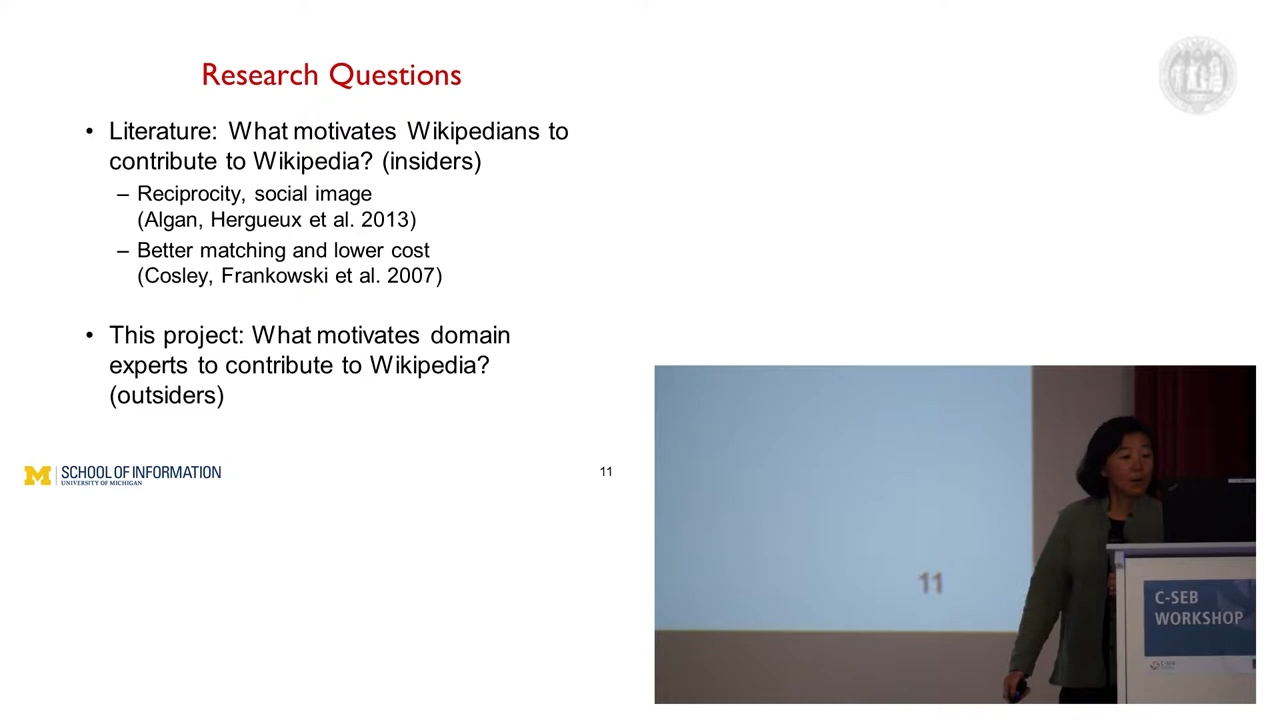 Research Questions
• Literature: What motivates Wikipedians to
contribute to Wikipedia? (insiders)
– Reciprocity, social image
(Algan, Hergueux et al. 2013)
– Better matching and lower cost
(Cosley, Frankowski et al. 2007)
• This project: What motivates domain
experts to contribute to Wikipedia?
(outsiders)
M SCHOOL OF INFORMATION
UNIVERSITY OF MICHIGAN
11
11
C-SEB
WORKSHOP
C-SEB